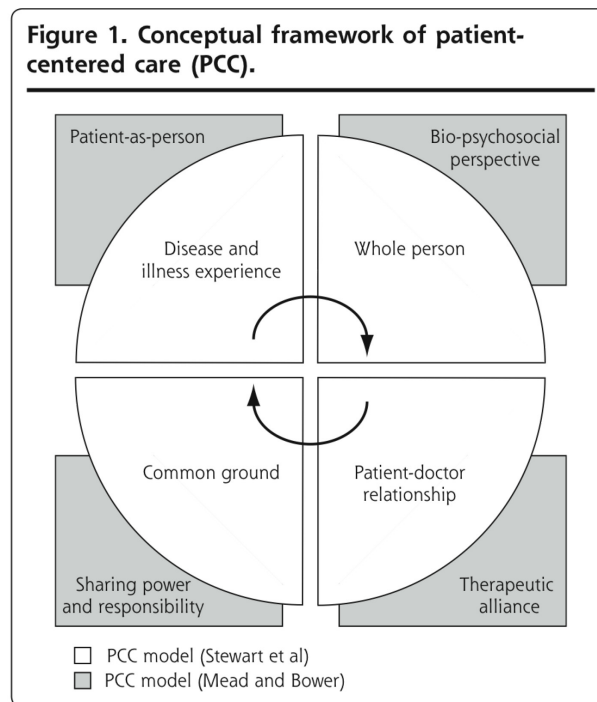 Figure 1. Conceptual framework of patient-
centered care (PCC).
Patient-as-person
Bio-psychosocial
perspective
Disease and
illness experience
Whole person
Common ground
Patient-doctor
relationship
Sharing power
and responsibility
Therapeutic
alliance
PCC model (Stewart et al)
PCC model (Mead and Bower)